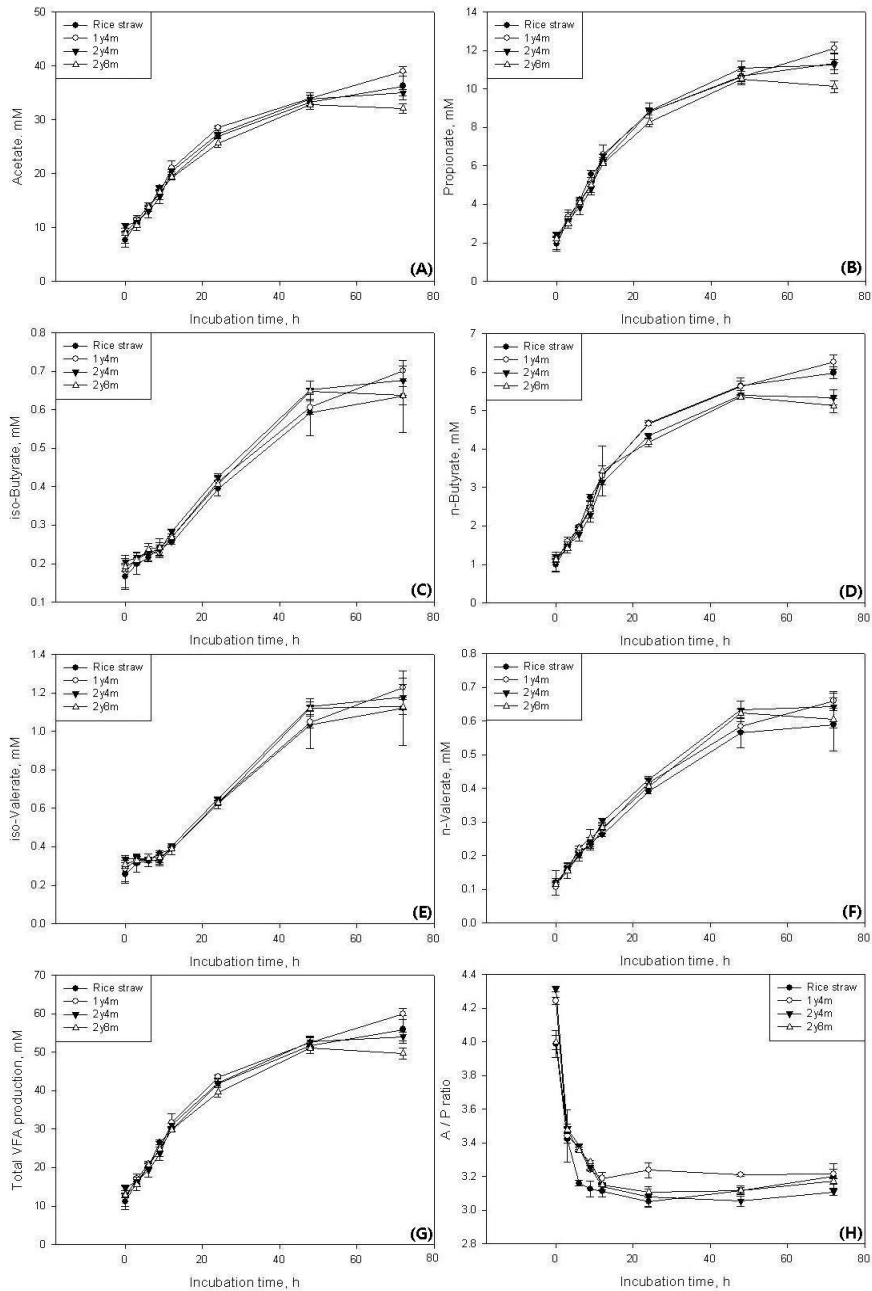 50
40
30
20
10
0
Acetate, mM
Rice straw
1y4m
2y4m
2y8m
(A)
0 20 40 60 80
Incubation time, h
14
12
10
8
6
4
2
0
Propionate, mM
Rice straw
1y4m
2y4m
2y8m
(B)
0 20 40 60 80
Incubation time, h
0.8
0.7
0.6
0.5
0.4
0.3
0.2
0.1
iso-Butyrate, mM
Rice straw
1y4m
2y4m
2y8m
(C)
0 20 40 60 80
Incubation time, h
7
6
5
4
3
2
1
0
n-Butyrate, mM
Rice straw
1y4m
2y4m
2y8m
(D)
0 20 40 60 80
Incubation time, h
1.4
1.2
1.0
0.8
0.6
0.4
0.2
0.0
iso-Valerate, mM
Rice straw
1y4m
2y4m
2y8m
(E)
0 20 40 60 80
Incubation time, h
0.8
0.7
0.6
0.5
0.4
0.3
0.2
0.1
0.0
n-Valerate, mM
Rice straw
1y4m
2y4m
2y8m
(F)
0 20 40 60 80
Incubation time, h
70
60
50
40
30
20
10
0
Total VFA production, mM
Rice straw
1y4m
2y4m
2y8m
(G)
0 20 40 60 80
Incubation time, h
4.4
4.2
4.0
3.8
3.6
3.4
3.2
3.0
2.8
A / P ratio
Rice straw
1y4m
2y4m
2y8m
(H)
0 20 40 60 80
Incubation time, h